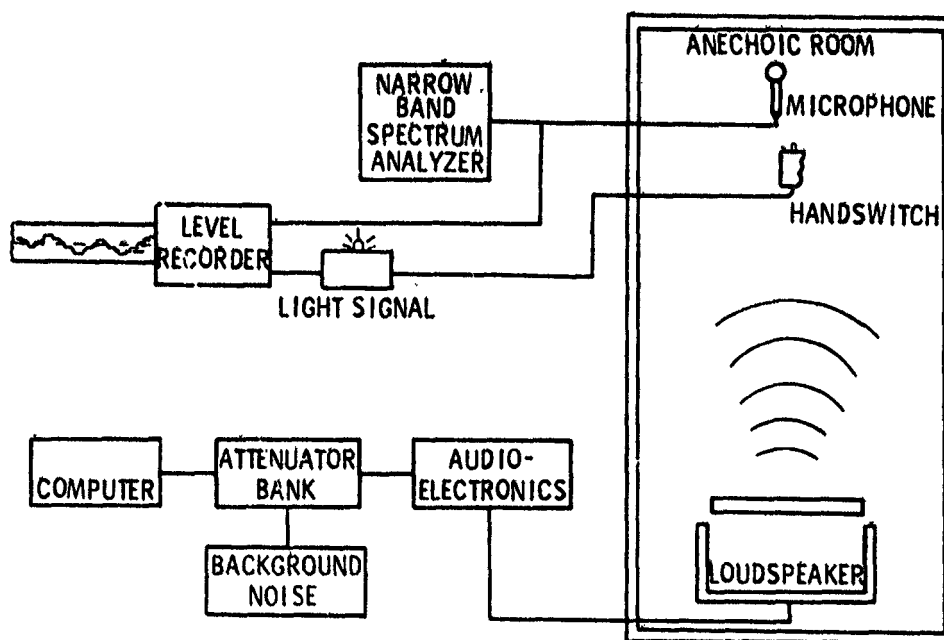 ANECHOIC ROOM
MICROPHONE
HANDSWITCH
NARROW
BAND
SPECTRUM
ANALYZER
LEVEL
RECORDER
LIGHT SIGNAL
COMPUTER
ATTENUATOR
BANK
AUDIO-
ELECTRONICS
BACKGROUND
NOISE
LOUDSPEAKER